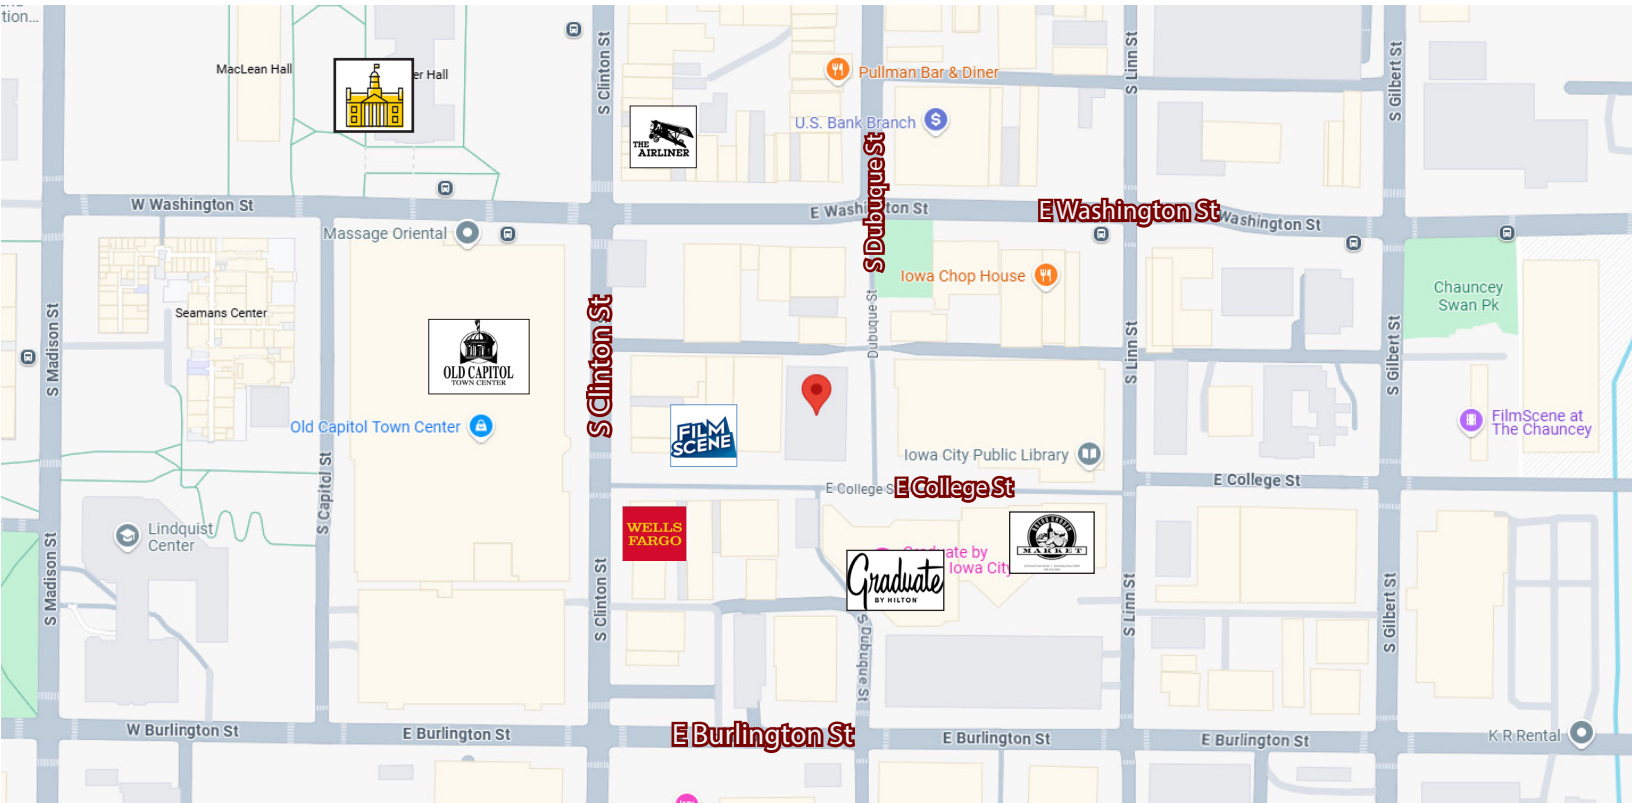 tion...
MacLean Hall
er Hall
S Clinton St
THE
AIRLINER
Pullman Bar & Diner
U.S. Bank Branch
S Dubuque St
S Linn St
S Gilbert St
W Washington St
E Washington St
E Washington St
Washington St
Massage Oriental
Iowa Chop House
Chauncey
Swan Pk
Seamans Center
S Madison St
OLD CAPITOL
TOWN CENTER
S Clinton St
Dubuque St
S Linn St
S Gilbert St
Old Capitol Town Center
FILM
SCENE
Iowa City Public Library
FilmScene at
The Chauncey
S Capitol St
E College S
E College St
E College St
Lindquist
Center
WELLS
FARGO
MARKET
Graduate by
Iowa City
Graduate
BY HILTON
S Madison St
S Clinton St
S Dubuque St
S Linn St
S Gilbert St
W Burlington St
E Burlington St
E Burlington St
E Burlington St
E Burlington St
K R Rental